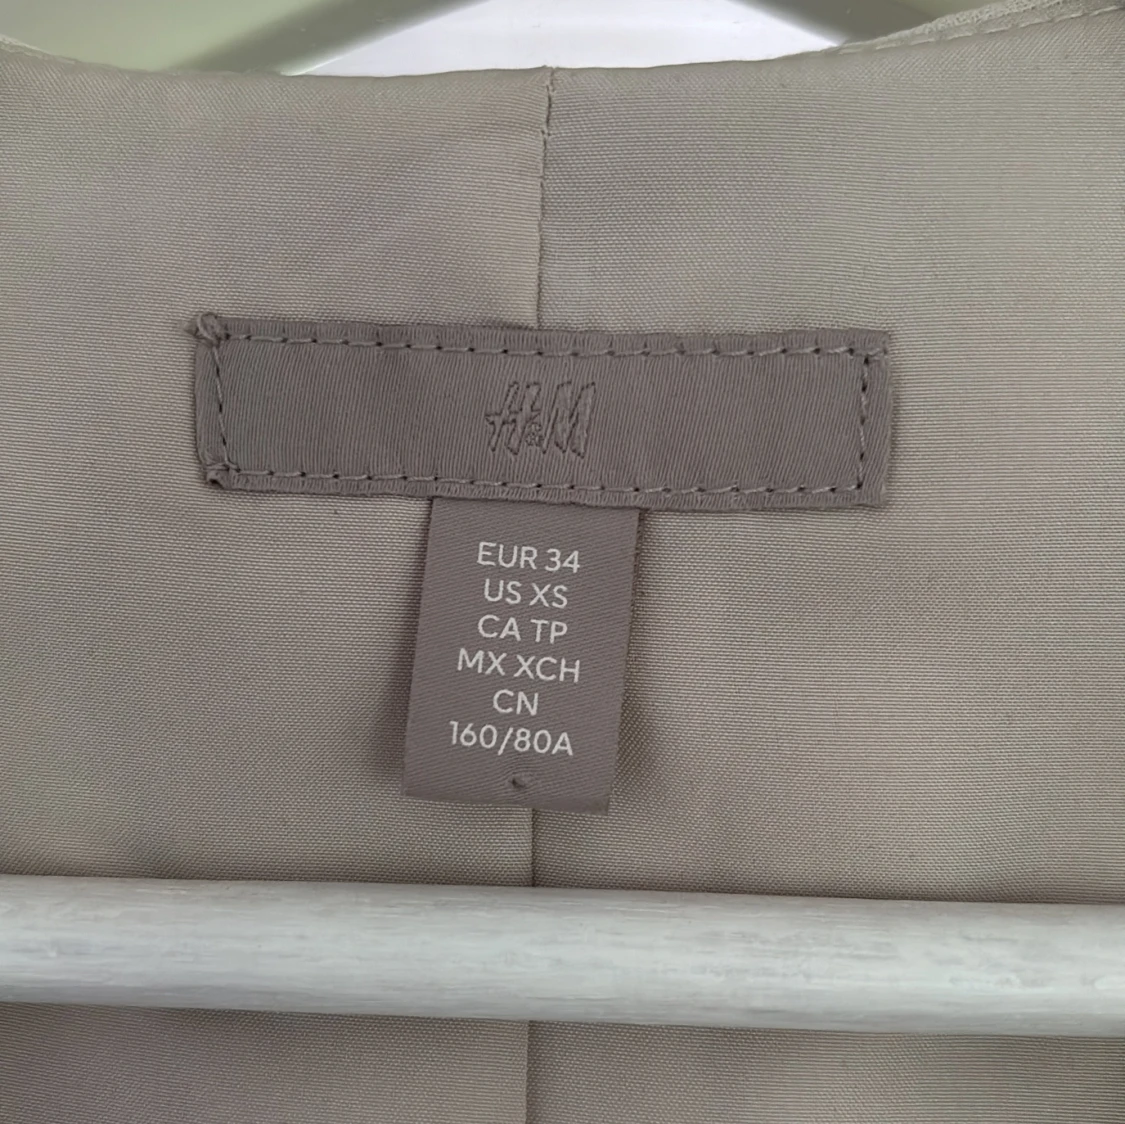 H&M
EUR 34
US XS
CA TP
MX XCH
CN
160/80A